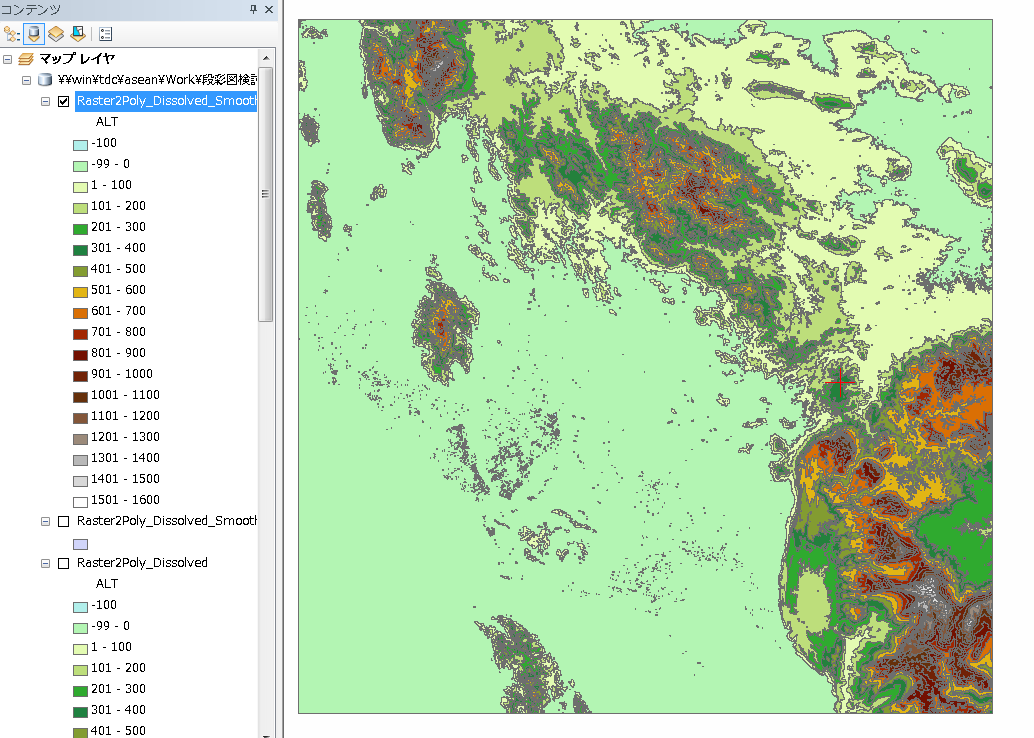 コンテンツ
マップ レイヤ
¥¥win¥tdc¥asean¥Work¥段彩図検討
Raster2Poly_Dissolved_Smooth
ALT
-100
-99 - 0
1 - 100
101 - 200
201 - 300
301 - 400
401 - 500
501 - 600
601 - 700
701 - 800
801 - 900
901 - 1000
1001 - 1100
1101 - 1200
1201 - 1300
1301 - 1400
1401 - 1500
1501 - 1600
Raster2Poly_Dissolved_Smooth
Raster2Poly_Dissolved
ALT
-100
-99 - 0
1 - 100
101 - 200
201 - 300
301 - 400
401 - 500